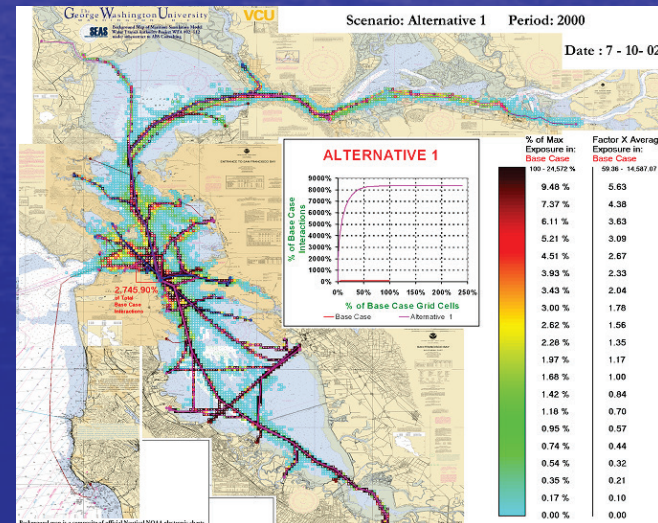 The
George Washington University
VCU
SEAS
Background Map of Maritime Simulation Model
Scenario: Alternative 1 Period: 2000
Date : 7 - 10- 02
ALTERNATIVE 1
% of Base Case
Interactions
9000%
8000%
7000%
6000%
5000%
4000%
3000%
2000%
1000%
0%
0% 50% 100% 150% 200% 250%
% of Base Case Grid Cells
Base Case Alternative 1
2,745.90%
of Total
Base Case
Interactions
% of Max
Exposure in:
Base Case
100 - 24,572 %
9.48 %
7.37 %
6.11 %
5.21 %
4.51 %
3.93 %
3.43 %
3.00 %
2.62 %
2.28 %
1.97 %
1.68 %
1.42 %
1.18 %
0.95 %
0.74 %
0.54 %
0.35 %
0.17 %
0.00 %
Factor X Averag
Exposure in:
Base Case
59.36 - 14,587.07
5.63
4.38
3.63
3.09
2.67
2.33
2.04
1.78
1.56
1.35
1.17
1.00
0.84
0.70
0.57
0.44
0.32
0.21
0.10
0.00